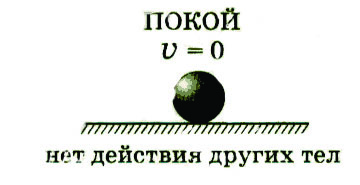 ПОКОЙ
v = 0
нет действия других тел